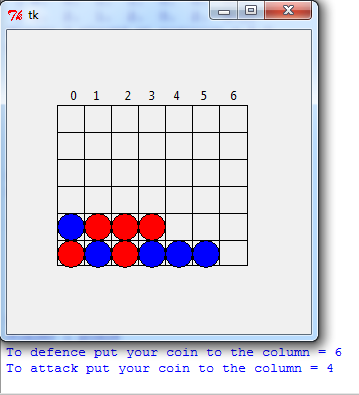 tk
0 1 2 3 4 5 6
To defence put your coin to the column = 6
To attack put your coin to the column = 4